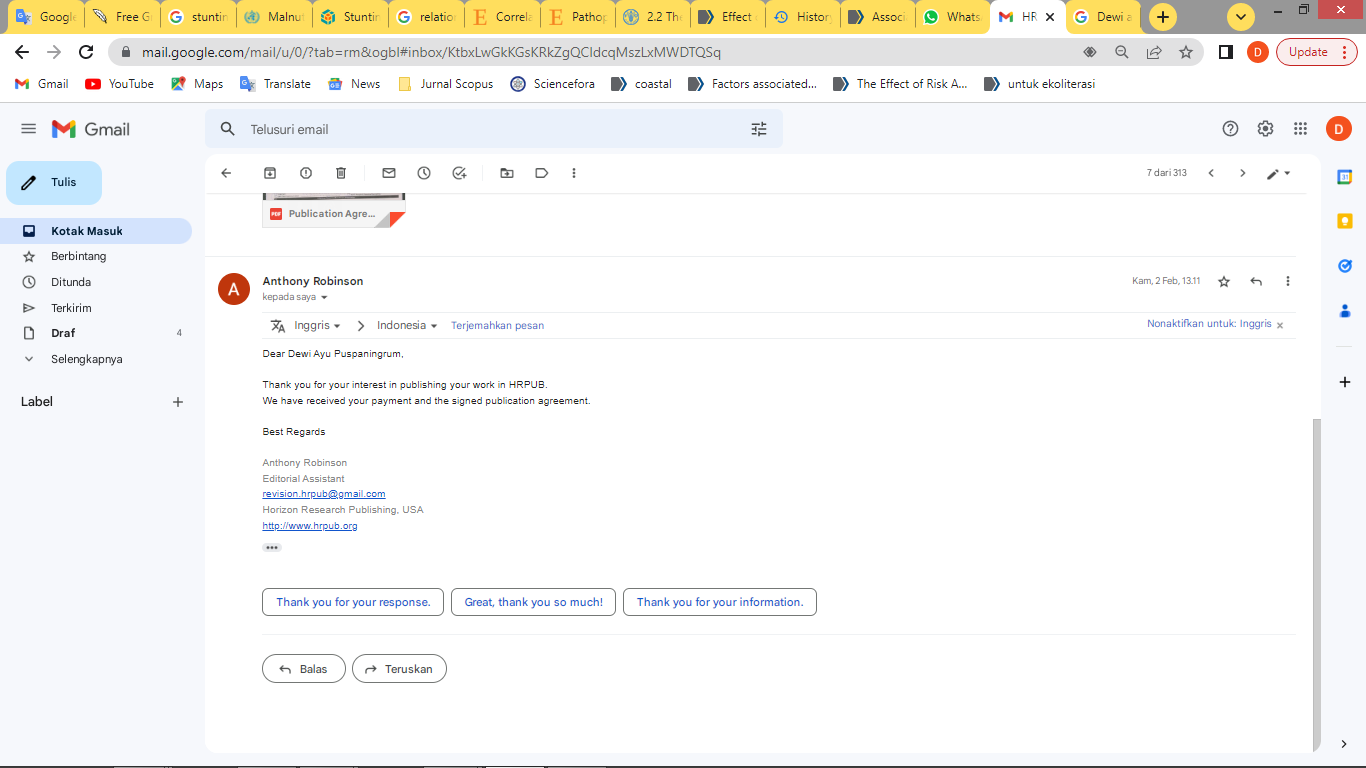 Google
Free G
stuntin
Malnut
Stuntin
relation
Correla
Pathop
2.2 The
Effect
History
Associ
Whats
HR
Dewi a
mail.google.com/mail/u/0/?tab=rm&ogbl#inbox/KtbxLwGkKGsKRkZgQCldcqMszLxMWDTQSq
D
Update
Gmail
YouTube
Maps
Translate
News
Jurnal Scopus
Sciencefora
coastal
Factors associated...
The Effect of Risk A...
untuk ekoliterasi
Gmail
Telusuri email
D
Tulis
7 dari 313
Kotak Masuk
Berbintang
Ditunda
Terkirim
Draf 4
Selengkapnya
Label
PDF Publication Agre...
A
Anthony Robinson
Kam, 2 Feb, 13.11
kepada saya
Inggris
Indonesia
Terjemahkan pesan
Nonaktifkan untuk: Inggris
Dear Dewi Ayu Puspaningrum,
Thank you for your interest in publishing your work in HRPUB.
We have received your payment and the signed publication agreement.
Best Regards
Anthony Robinson
Editorial Assistant
revision.hrpub@gmail.com
Horizon Research Publishing, USA
http://www.hrpub.org
Thank you for your response.
Great, thank you so much!
Thank you for your information.
Balas
Teruskan